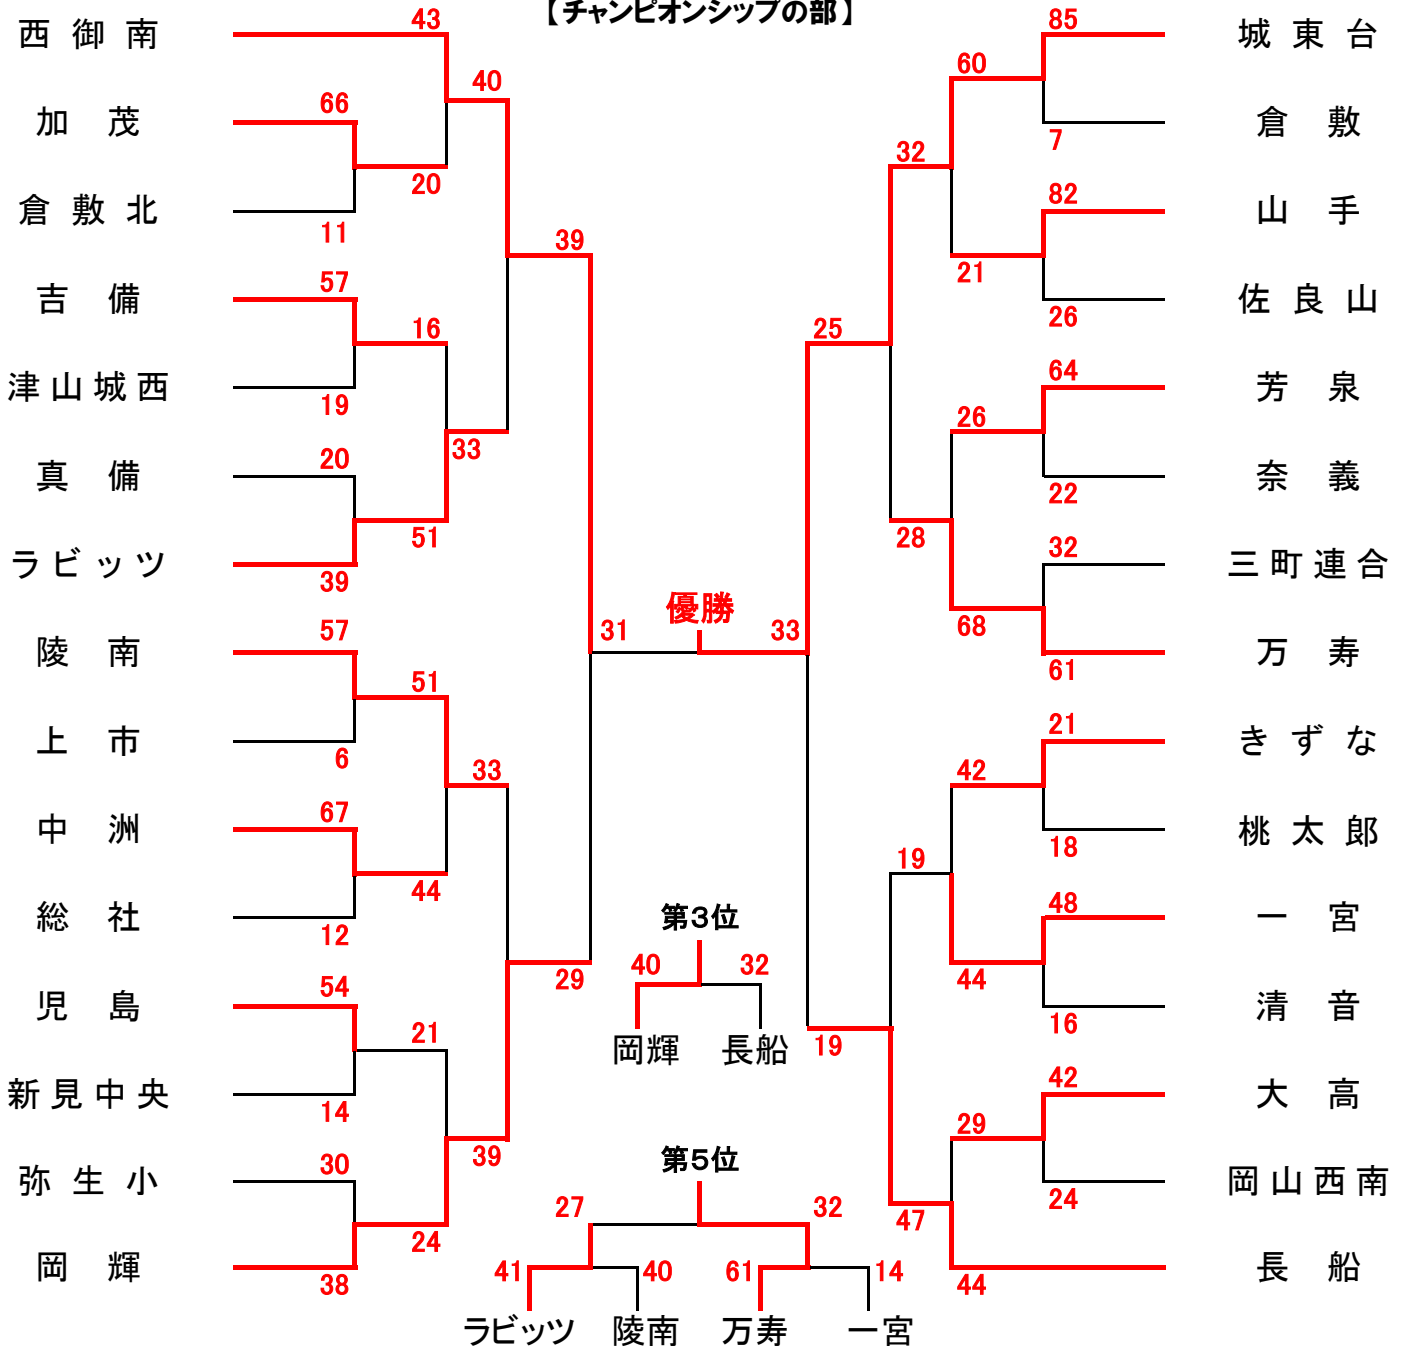 【チャンピオンシップの部】
西御南
加茂
倉敷北
吉備
津山城西
真備
ラビッツ
陵南
上市
中洲
総社
児島
新見中央
弥生小
岡輝
43
66
11
20
40
57
19
16
20
39
51
33
39
57
6
51
67
12
44
33
54
14
21
30
38
24
39
29
31
優勝
33
25
32
60
85
7
82
26
21
64
22
26
32
61
68
28
21
18
42
48
16
44
19
42
24
29
44
47
19
城東台
倉敷
山手
佐良山
芳泉
奈義
三町連合
万寿
きずな
桃太郎
一宮
清音
大高
岡山西南
長船
第3位
40 32
岡輝 長船
第5位
27 32
41 40 61 14
ラビッツ 陵南 万寿 一宮